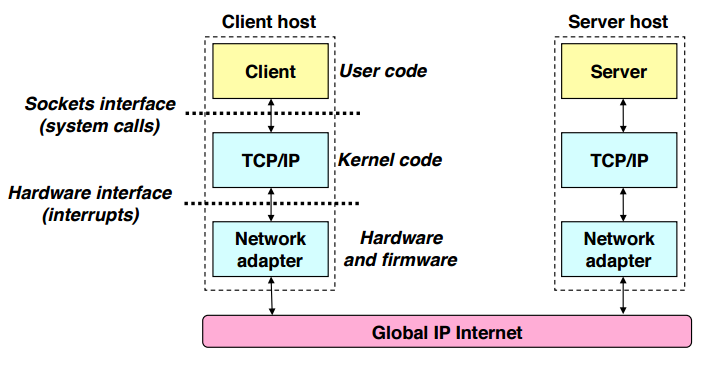 Client host
Server host
Client
User code
Server
Sockets interface
(system calls)
TCP/IP
Kernel code
TCP/IP
Hardware interface
(interrupts)
Network
adapter
Hardware
and firmware
Network
adapter
Global IP Internet